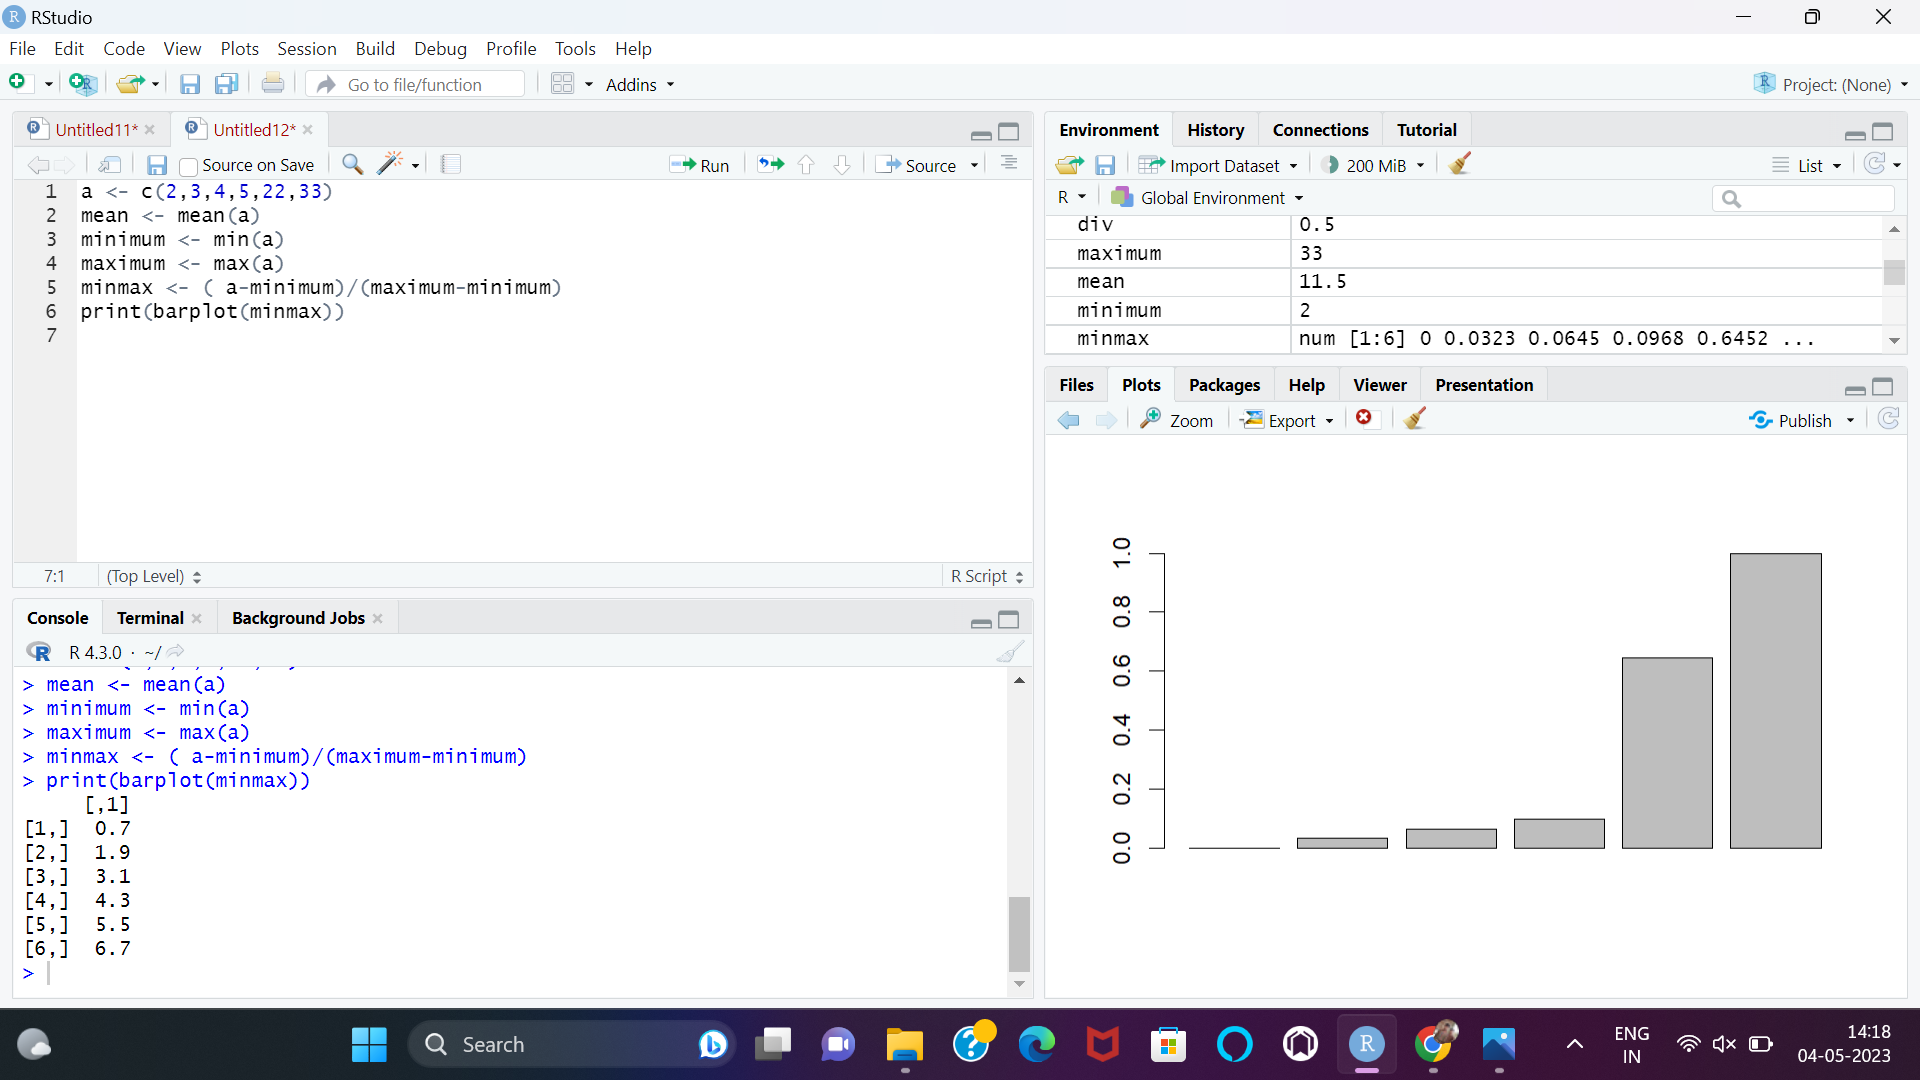 RStudio
File Edit Code View Plots Session Build Debug Profile Tools Help
Go to file/function Addins Project: (None)
Untitled11* Untitled12*
Source on Save Run Source
1 a <- c(2,3,4,5,22,33)
2 mean <- mean(a)
3 minimum <- min(a)
4 maximum <- max(a)
5 minmax <- ( a-minimum)/(maximum-minimum)
6 print(barplot(minmax))
7
7:1 (Top Level) R Script
Console Terminal Background Jobs
R 4.3.0 · ~/
> mean <- mean(a)
> minimum <- min(a)
> maximum <- max(a)
> minmax <- ( a-minimum)/(maximum-minimum)
> print(barplot(minmax))
[,1]
[1,] 0.7
[2,] 1.9
[3,] 3.1
[4,] 4.3
[5,] 5.5
[6,] 6.7
>
Environment History Connections Tutorial
Import Dataset 200 MiB List
R Global Environment
div 0.5
maximum 33
mean 11.5
minimum 2
minmax num [1:6] 0 0.0323 0.0645 0.0968 0.6452 ...
Files Plots Packages Help Viewer Presentation
Zoom Export Publish
1.0
0.8
0.6
0.4
0.2
0.0
Search
ENG
IN
14:18
04-05-2023